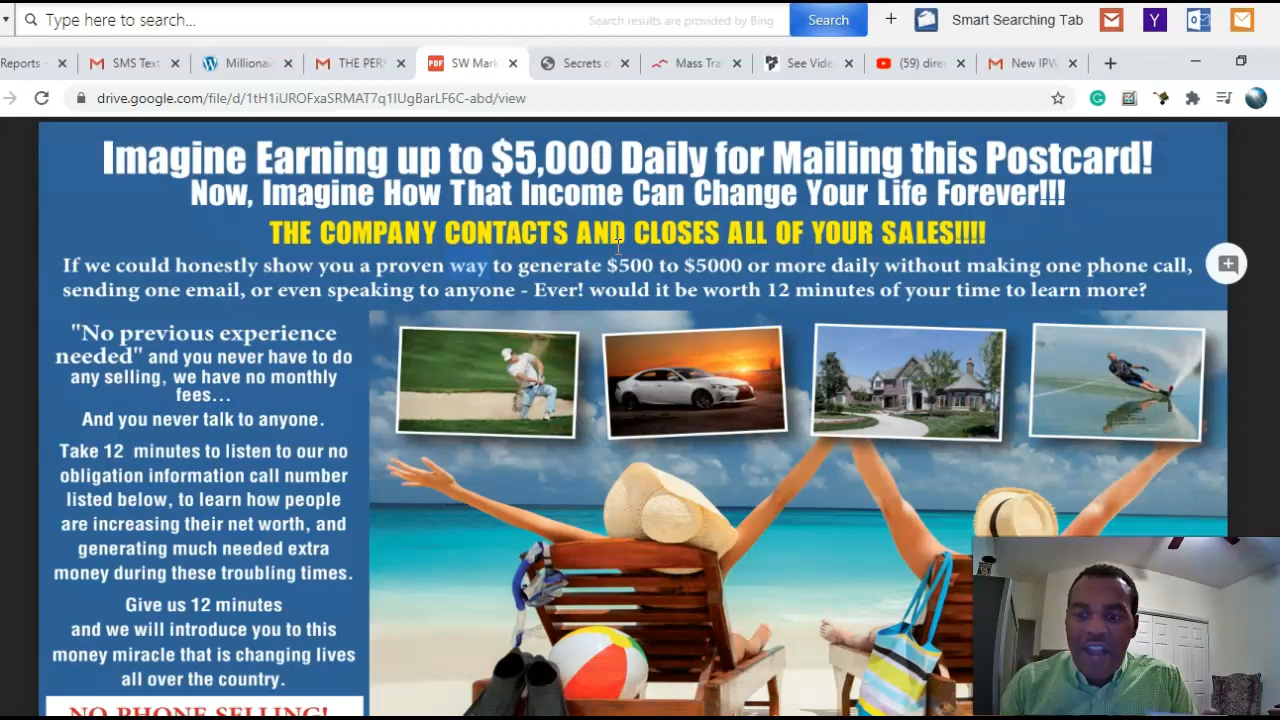 Type here to search...
Search results are provided by Bing
Search
Smart Searching Tab
Reports -
SMS Text
Millionai
THE PERF
SW Mark
Secrets o
Mass Tra
See Vide
(59) direc
New IPW
drive.google.com/file/d/1tH1iUROFxaSRMAT7q1IUgBarLF6C-abd/view
Imagine Earning up to $5,000 Daily for Mailing this Postcard!
Now, Imagine How That Income Can Change Your Life Forever!!!
THE COMPANY CONTACTS AND CLOSES ALL OF YOUR SALES!!!!
If we could honestly show you a proven way to generate $500 to $5000 or more daily without making one phone call,
sending one email, or even speaking to anyone - Ever! would it be worth 12 minutes of your time to learn more?
"No previous experience
needed" and you never have to do
any selling, we have no monthly
fees...
And you never talk to anyone.
Take 12 minutes to listen to our no
obligation information call number
listed below, to learn how people
are increasing their net worth, and
generating much needed extra
money during these troubling times.
Give us 12 minutes
and we will introduce you to this
money miracle that is changing lives
all over the country.
NO PHONE SELLING!